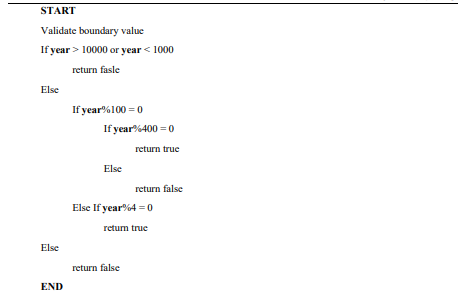 START
Validate boundary value
If year > 10000 or year < 1000
return fasle
Else
If year%100 = 0
If year%400 = 0
return true
Else
return false
Else If year%4 = 0
return true
Else
return false
END